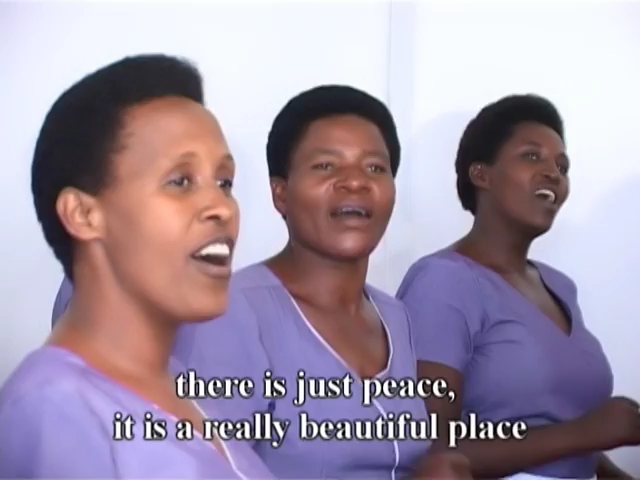 there is just peace,
it is a really beautiful place